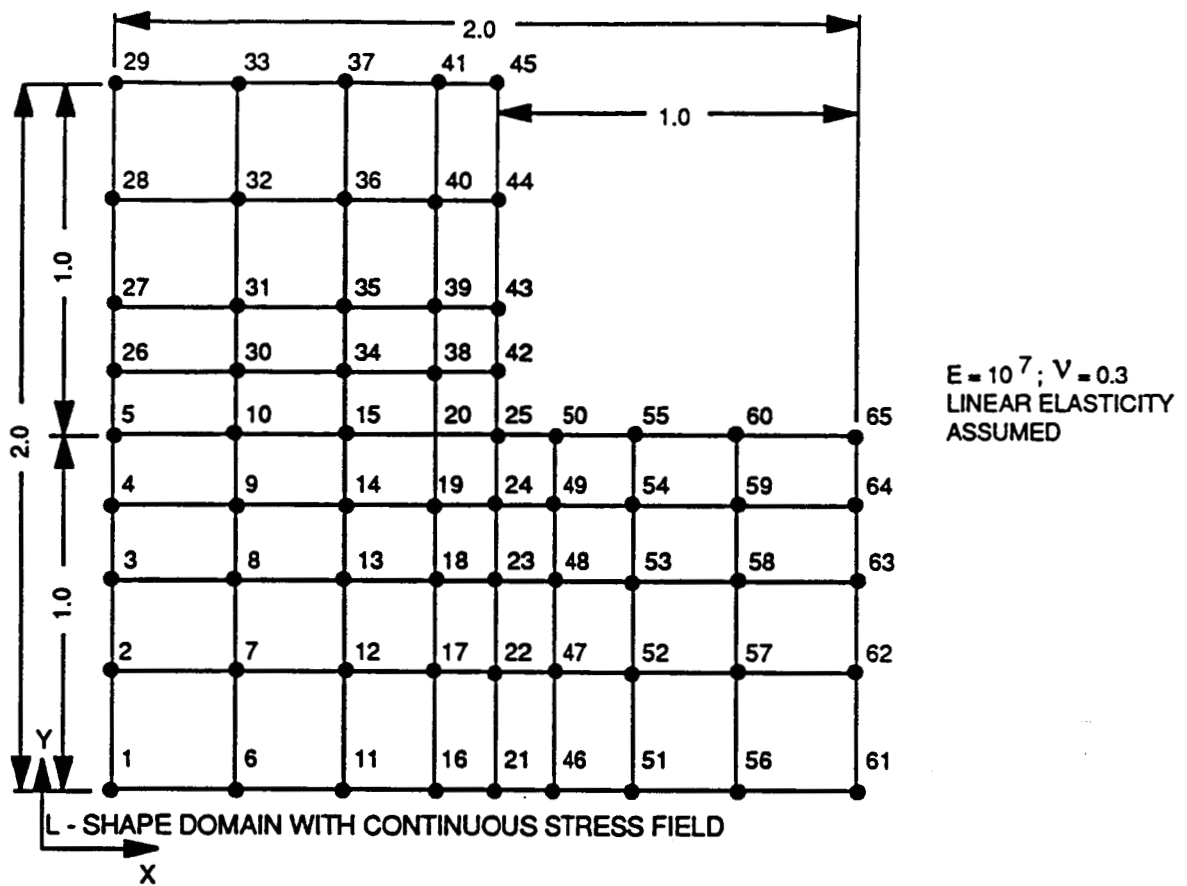 2.0
29 33 37 41 45
1.0
28 32 36 40 44
1.0
27 31 35 39 43
26 30 34 38 42
E = 10 7 ; ν = 0.3
LINEAR ELASTICITY
ASSUMED
2.0
5 10 15 20 25 50 55 60 65
4 9 14 19 24 49 54 59 64
3 8 13 18 23 48 53 58 63
1.0
2 7 12 17 22 47 52 57 62
Y
1 6 11 16 21 46 51 56 61
L - SHAPE DOMAIN WITH CONTINUOUS STRESS FIELD
X